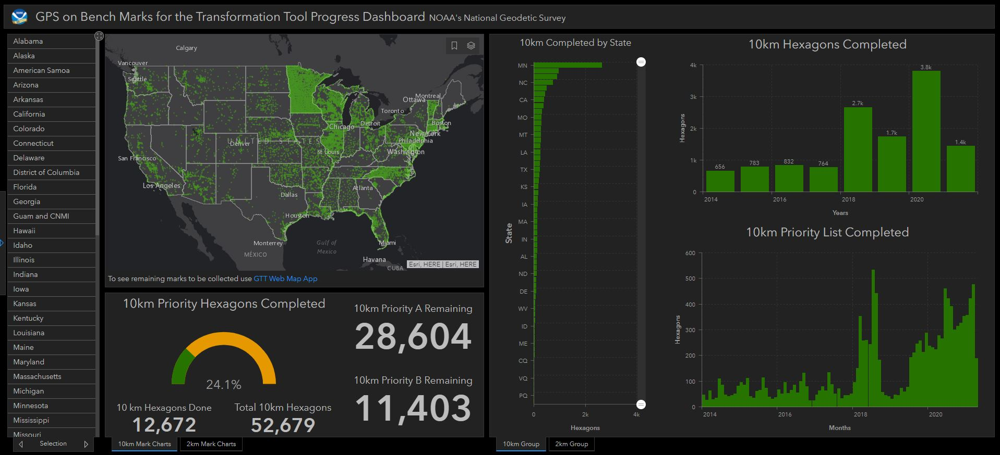 GPS on Bench Marks for the Transformation Tool Progress Dashboard NOAA's National Geodetic Survey
Alabama
Alaska
American Samoa
Arizona
Arkansas
California
Colorado
Connecticut
Delaware
District of Columbia
Florida
Georgia
Guam and CNMI
Hawaii
Idaho
Illinois
Indiana
Iowa
Kansas
Kentucky
Louisiana
Maine
Maryland
Massachusetts
Michigan
Minnesota
Mississippi
Missouri
Selection
Calgary
Vancouver
Seattle
Montreal
Ottawa
Toronto
Boston
Chicago
Detroit
New York
Philadelphia
UNITED STATES
Denver
St Louis
Washington
San Francisco
Los Angeles
Atlanta
Dallas
Houston
Monterrey
Gulf of
Mexico
Miami
MÉXICO
Havana
CUBA
Esri, HERE | Esri, HERE
To see remaining marks to be collected use GTT Web Map App
10km Priority Hexagons Completed
24.1%
10 km Hexagons Done
12,672
Total 10km Hexagons
52,679
10km Priority A Remaining
28,604
10km Priority B Remaining
11,403
10km Mark Charts
2km Mark Charts
10km Completed by State
State
MN
NC
CA
MO
MT
LA
TX
KS
IA
MA
IN
AL
ND
DE
WV
ID
ME
CQ
VQ
PQ
0 2k 4k
Hexagons
10km Group
2km Group
10km Hexagons Completed
Hexagons
4k
3k
2k
1k
0
656 783 832 764 2.7k 1.7k 3.8k 1.4k
2014 2016 2018 2020
Years
10km Priority List Completed
Hexagons
600
500
400
300
200
100
0
2014 2016 2018 2020
Months